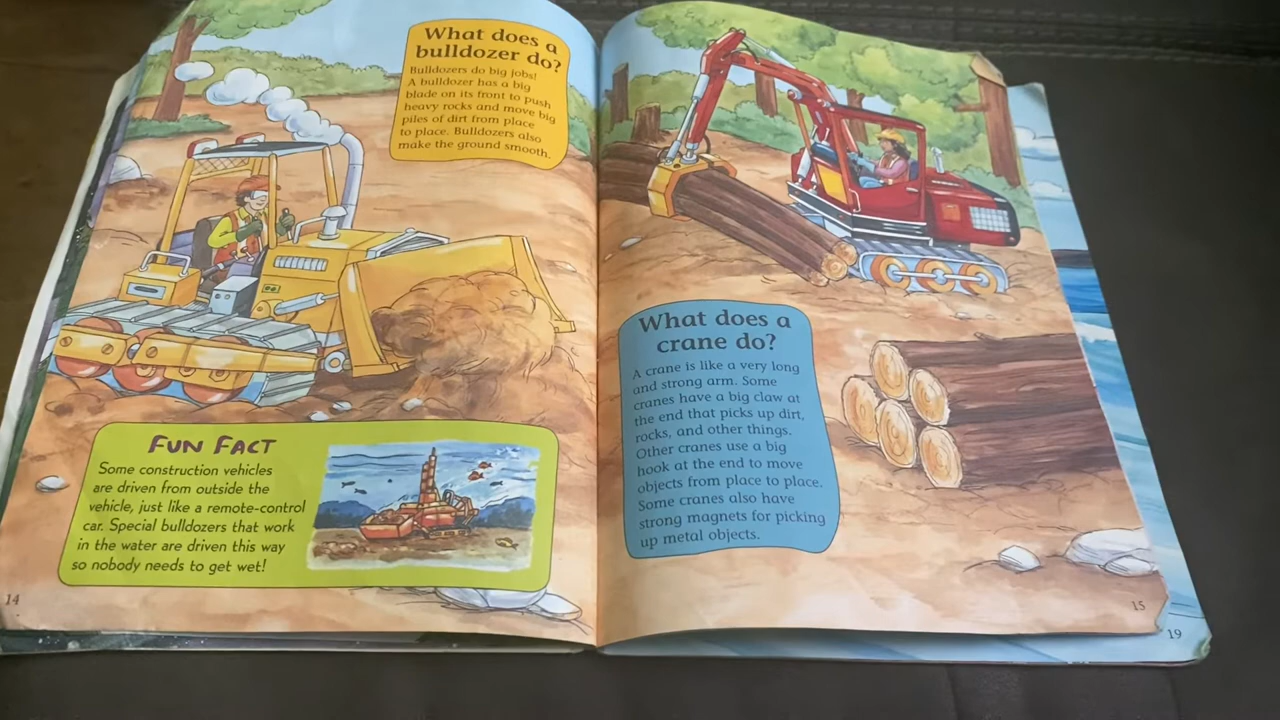 What does a
bulldozer do?
Bulldozers do big jobs!
A bulldozer has a big
blade on its front to push
heavy rocks and move big
piles of dirt from place
to place. Bulldozers also
make the ground smooth.
FUN FACT
Some construction vehicles
are driven from outside the
vehicle, just like a remote-control
car. Special bulldozers that work
in the water are driven this way
so nobody needs to get wet!
14
What does a
crane do?
A crane is like a very long
and strong arm. Some
cranes have a big claw at
the end that picks up dirt,
rocks, and other things.
Other cranes use a big
hook at the end to move
objects from place to place.
Some cranes also have
strong magnets for picking
up metal objects.
15
19